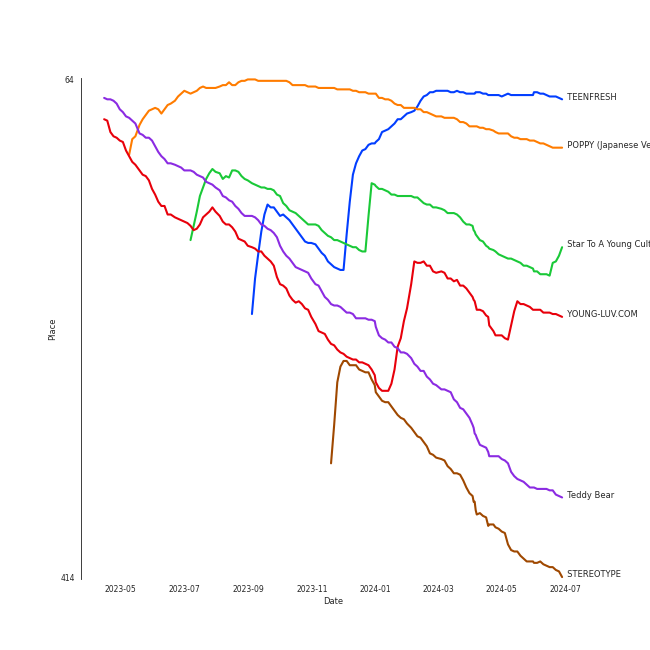 64
TEENFRESH
POPPY (Japanese Ve
Star To A Young Cult
Place
YOUNG-LUV.COM
Teddy Bear
STEREOTYPE
414
2023-05 2023-07 2023-09 2023-11 2024-01 2024-03 2024-05 2024-07
Date